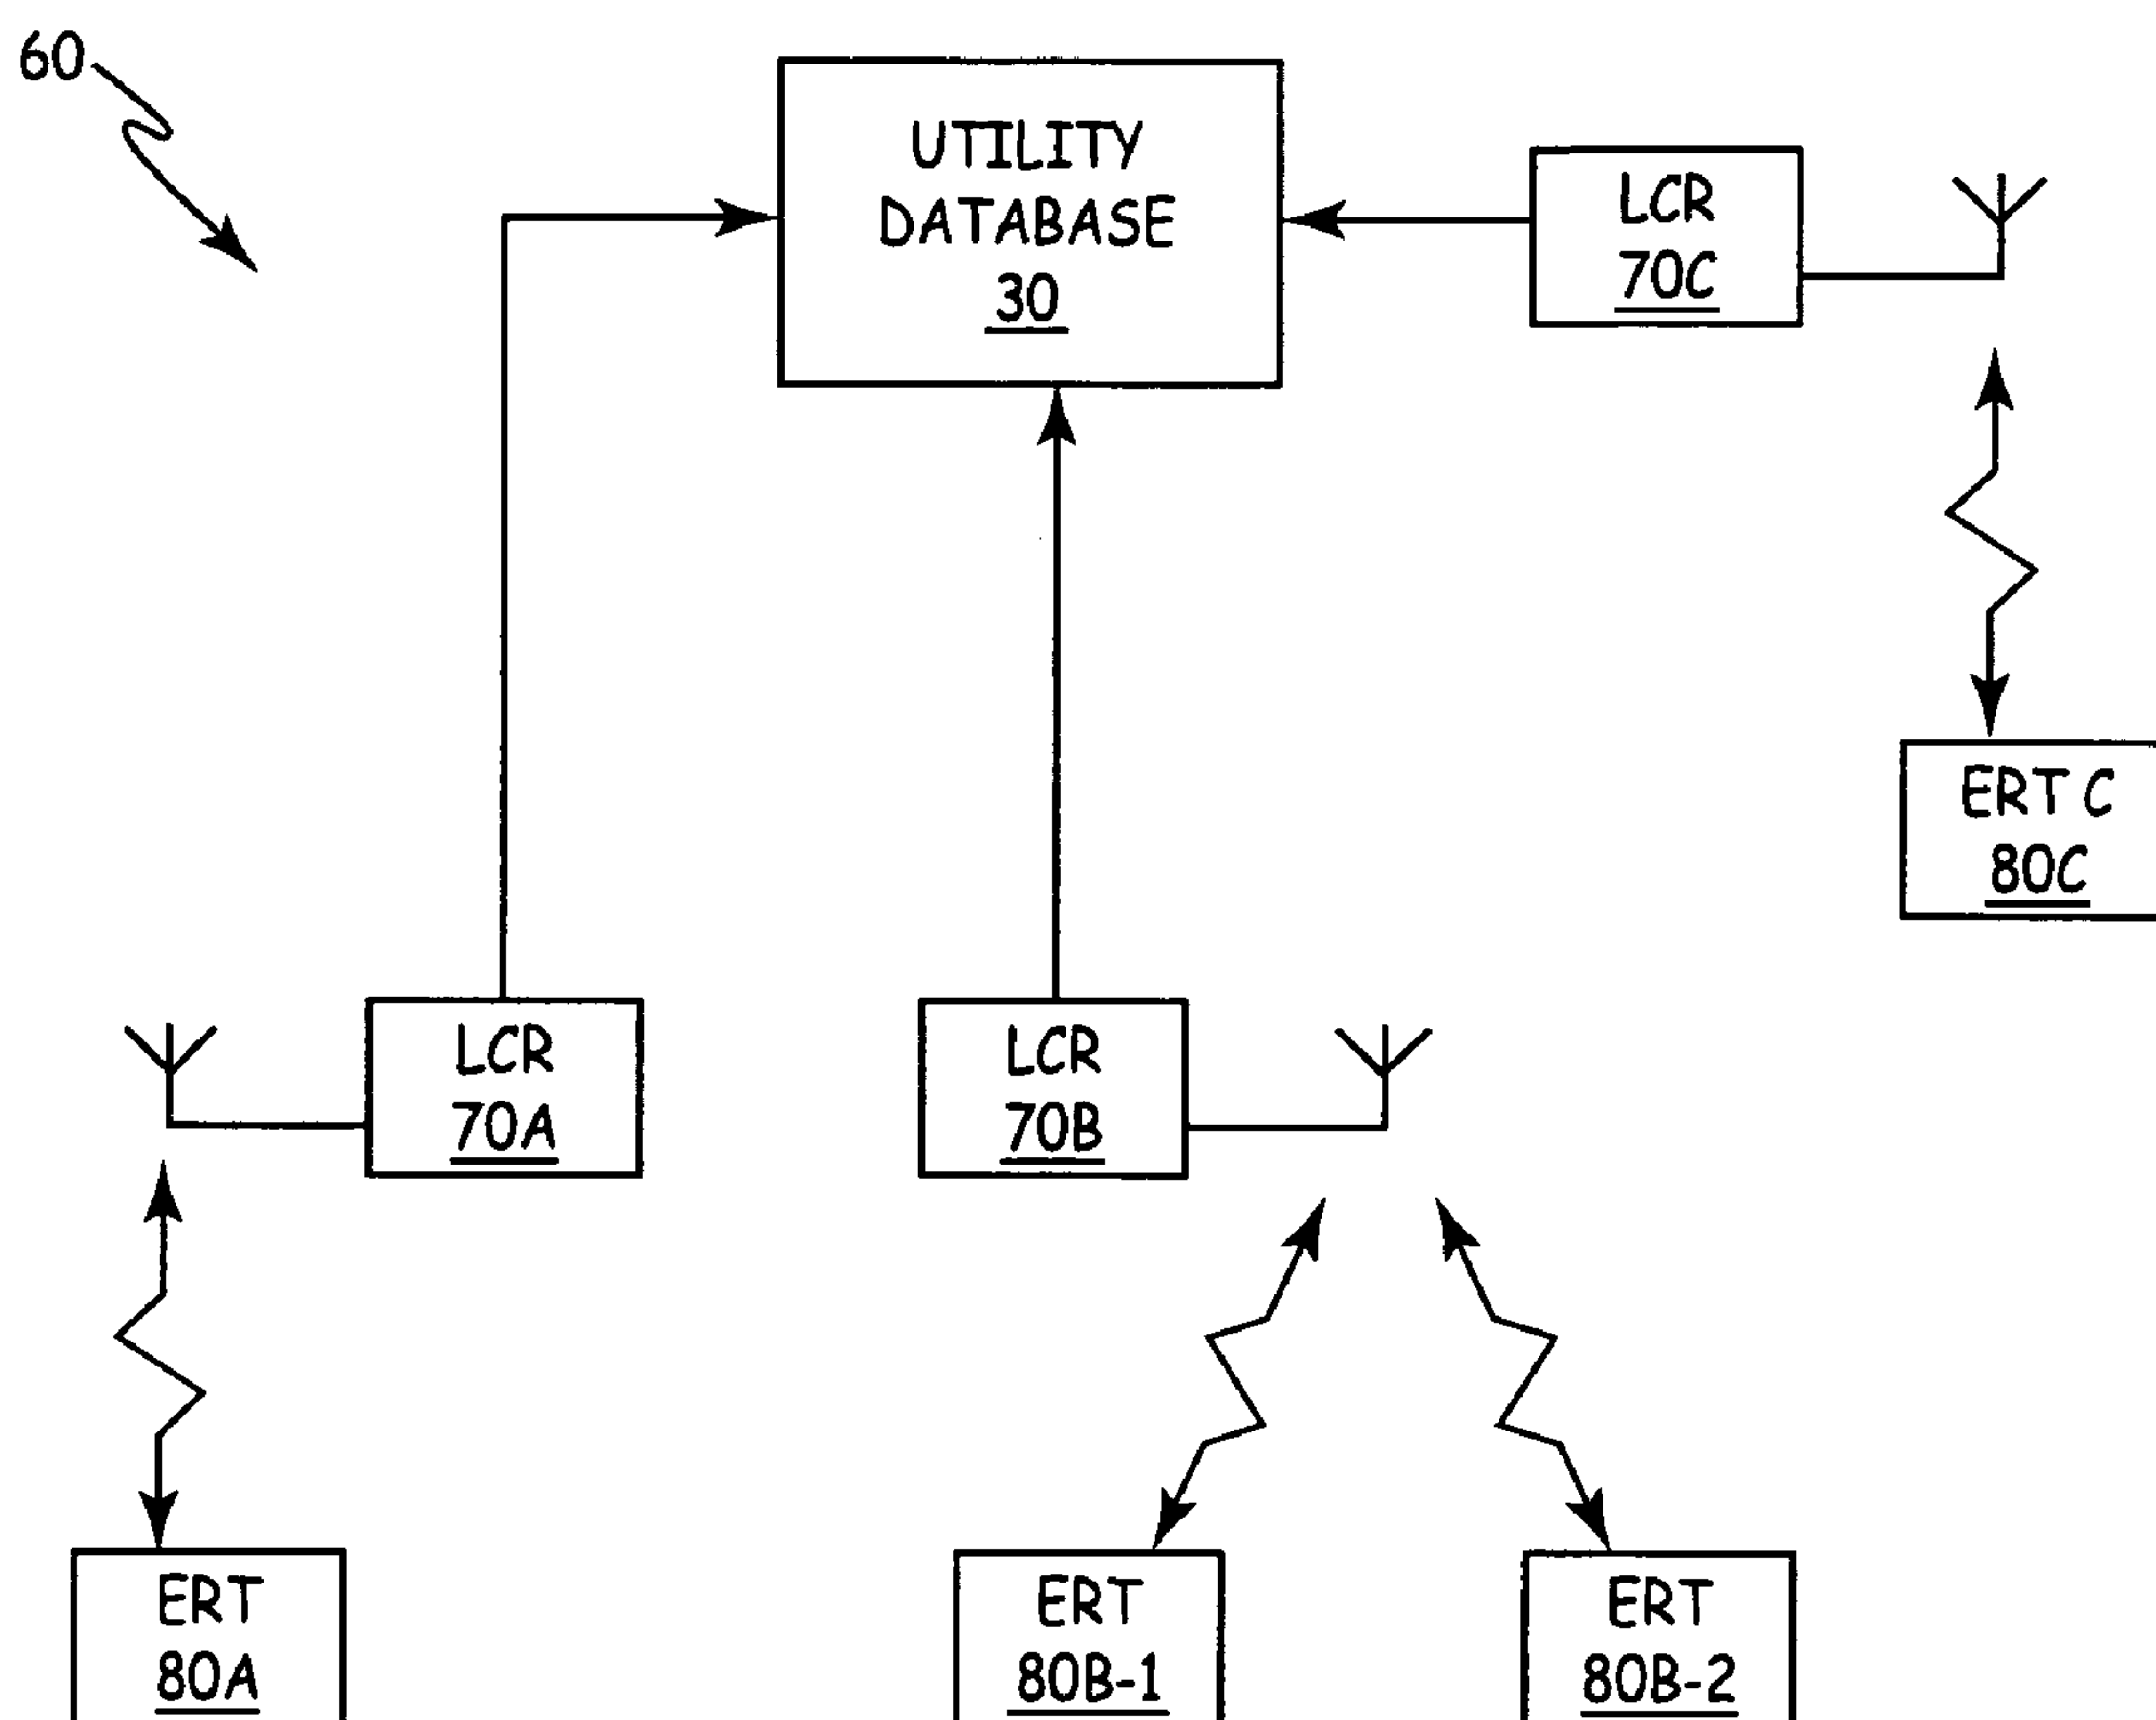 60
UTILITY
DATABASE
30
LCR
70C
ERT C
80C
LCR
70A
LCR
70B
ERT
80A
ERT
80B-1
ERT
80B-2